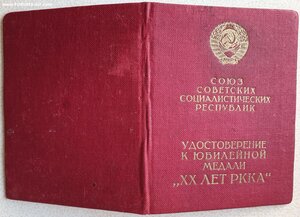 СОЮЗ
СОВЕТСКИХ
СОЦИАЛИСТИЧЕСКИХ
РЕСПУБЛИК
УДОСТОВЕРЕНИЕ
К ЮБИЛЕЙНОЙ
МЕДАЛИ
„XX ЛЕТ РККА"